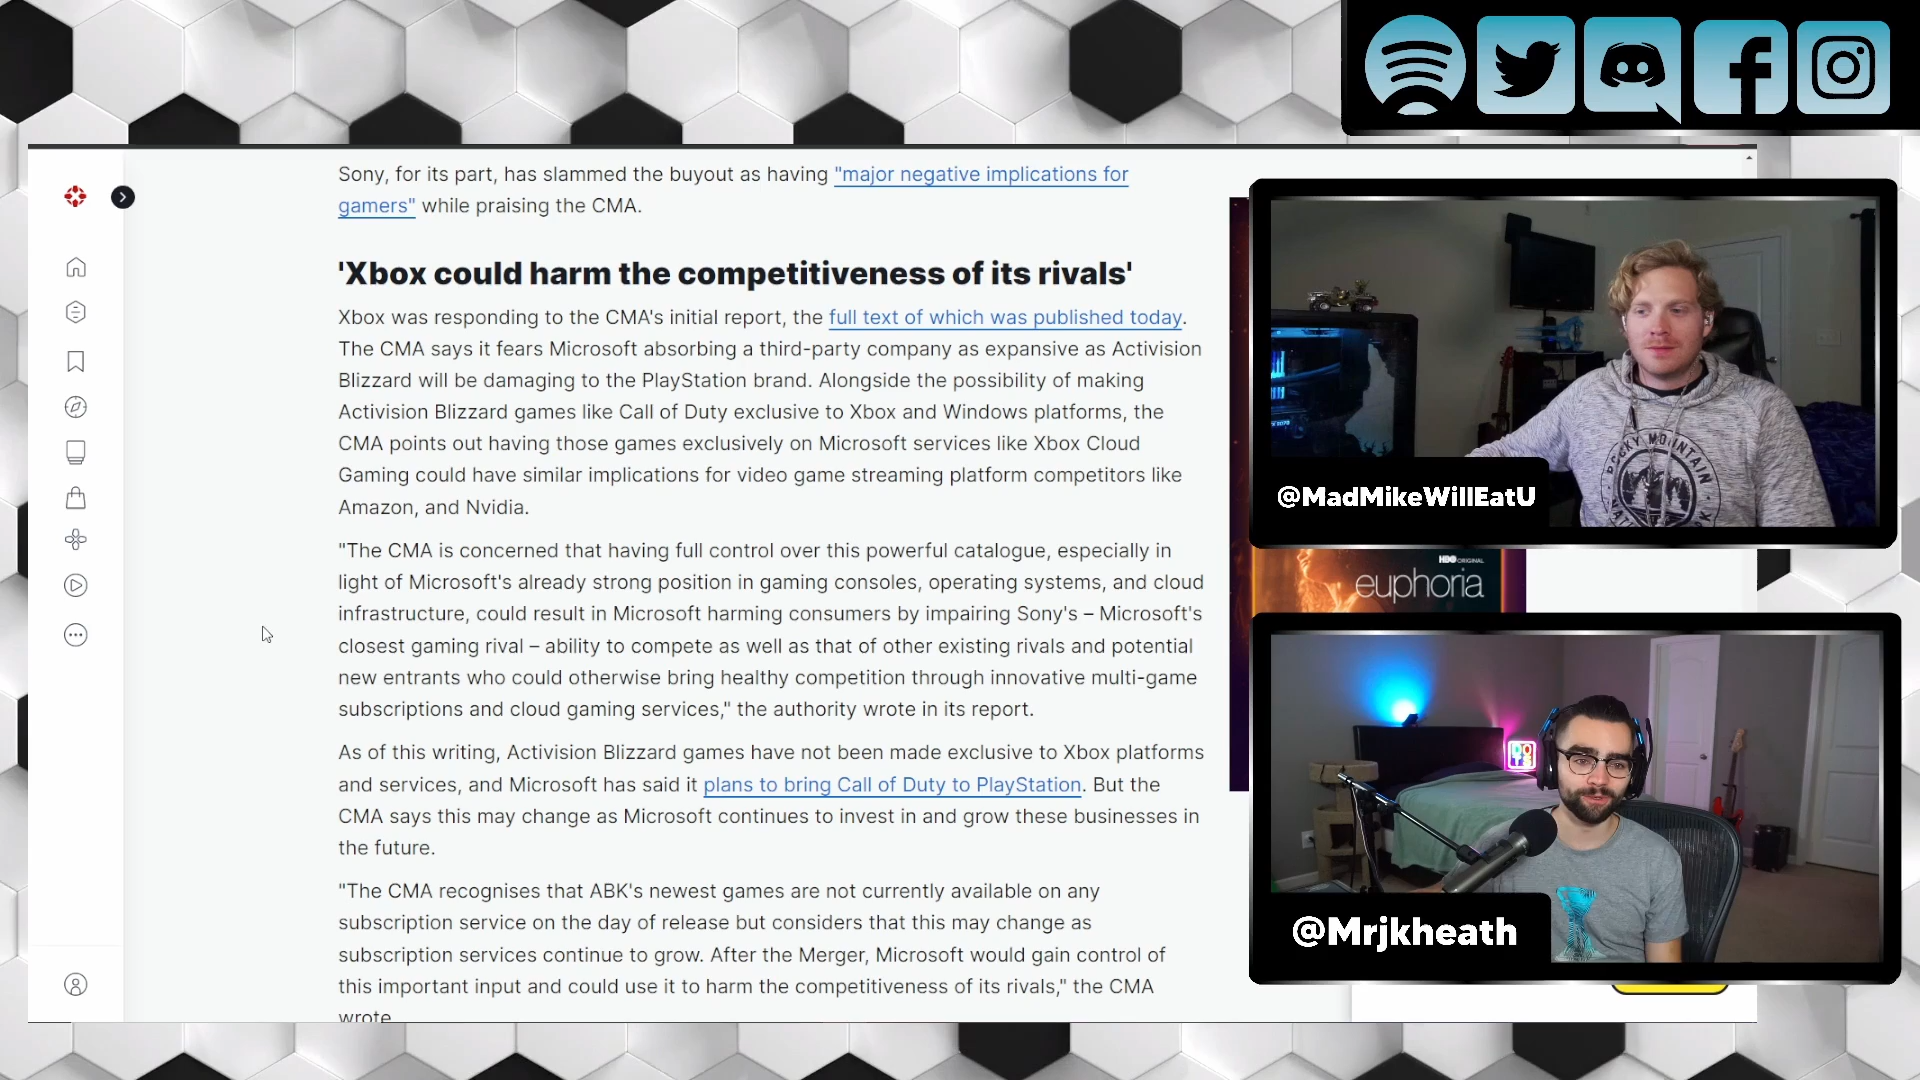 Sony, for its part, has slammed the buyout as having "major negative implications for
gamers" while praising the CMA.
'Xbox could harm the competitiveness of its rivals'
Xbox was responding to the CMA's initial report, the full text of which was published today.
The CMA says it fears Microsoft absorbing a third-party company as expansive as Activision
Blizzard will be damaging to the PlayStation brand. Alongside the possibility of making
Activision Blizzard games like Call of Duty exclusive to Xbox and Windows platforms, the
CMA points out having those games exclusively on Microsoft services like Xbox Cloud
Gaming could have similar implications for video game streaming platform competitors like
Amazon, and Nvidia.
"The CMA is concerned that having full control over this powerful catalogue, especially in
light of Microsoft's already strong position in gaming consoles, operating systems, and cloud
infrastructure, could result in Microsoft harming consumers by impairing Sony's – Microsoft's
closest gaming rival – ability to compete as well as that of other existing rivals and potential
new entrants who could otherwise bring healthy competition through innovative multi-game
subscriptions and cloud gaming services," the authority wrote in its report.
As of this writing, Activision Blizzard games have not been made exclusive to Xbox platforms
and services, and Microsoft has said it plans to bring Call of Duty to PlayStation. But the
CMA says this may change as Microsoft continues to invest in and grow these businesses in
the future.
"The CMA recognises that ABK's newest games are not currently available on any
subscription service on the day of release but considers that this may change as
subscription services continue to grow. After the Merger, Microsoft would gain control of
this important input and could use it to harm the competitiveness of its rivals," the CMA
wrote
ROCKY MOUNTAIN
@MadMikeWillEatU
HBO ORIGINAL
euphoria
@Mrjkheath